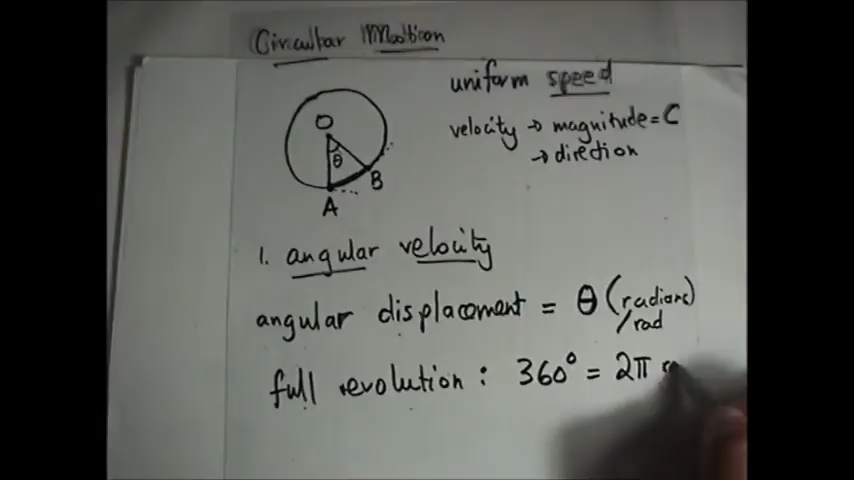 Circular Motion
uniform speed
velocity → magnitude = C
→ direction
O
θ
B
A
1. angular velocity
angular displacement = θ (radians)
/rad
full revolution : 360° = 2π